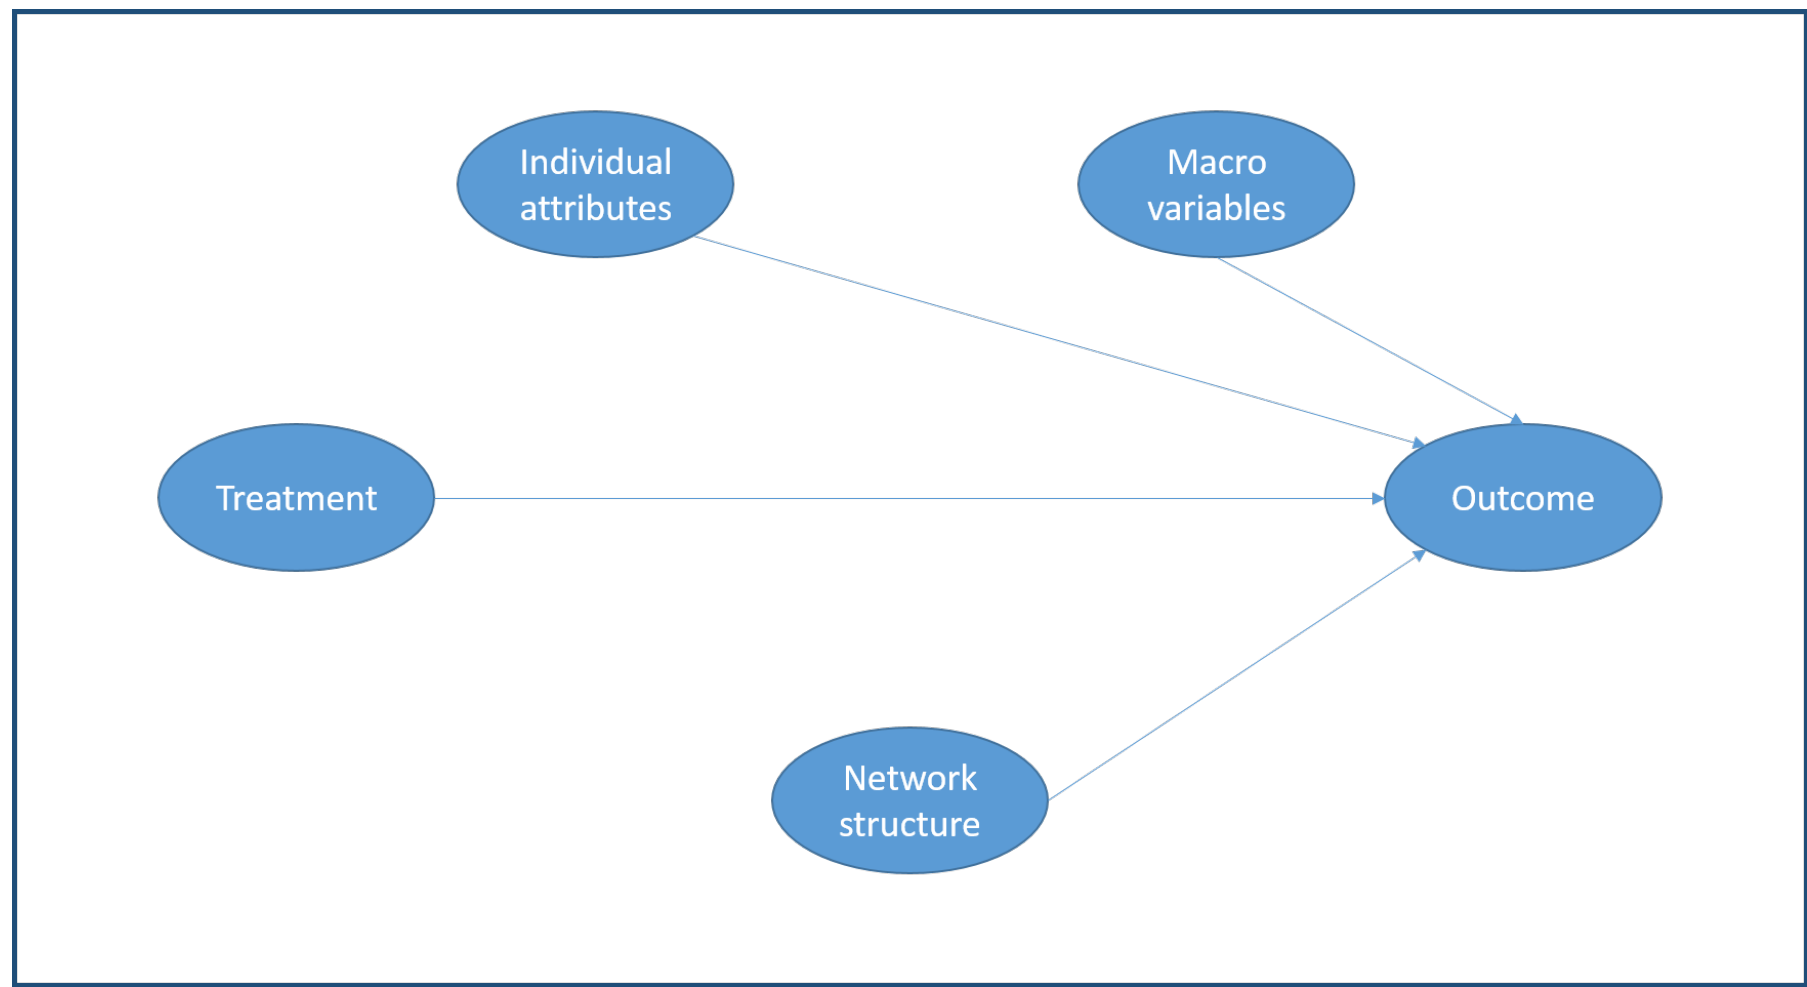 Individual
attributes
Macro
variables
Treatment
Outcome
Network
structure